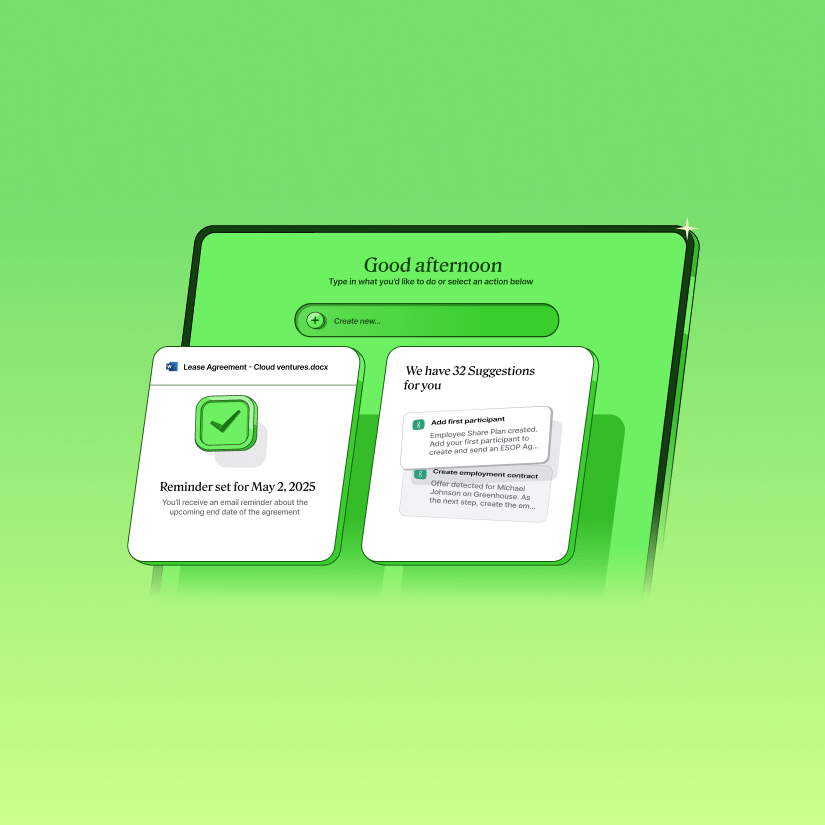 Good afternoon
Type in what you'd like to do or select an action below
Create new...
Lease Agreement - Cloud ventures.docx
Reminder set for May 2, 2025
You'll receive an email reminder about the
upcoming end date of the agreement
We have 32 Suggestions
for you
Add first participant
Employee Share Plan created.
Add your first participant to
create and send an ESOP Ag...
Create employment contract
Offer detected for Michael
Johnson on Greenhouse. As
the next step, create the em...